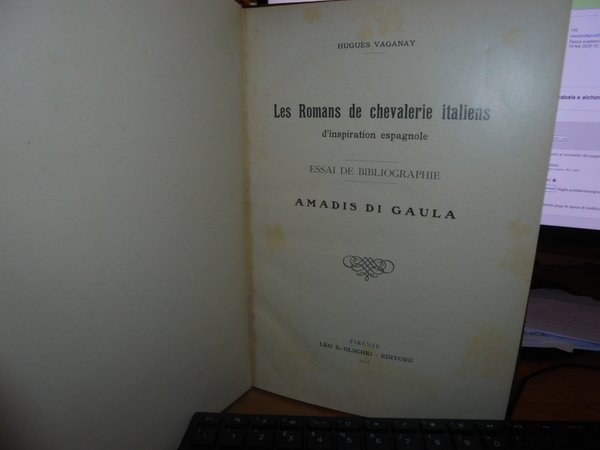 HUGUES VAGANAY
Les Romans de chevalerie italiens
d'inspiration espagnole
ESSAI DE BIBLIOGRAPHIE
AMADIS DI GAULA
FIRENZE
LEO S. OLSCHKI - EDITORE